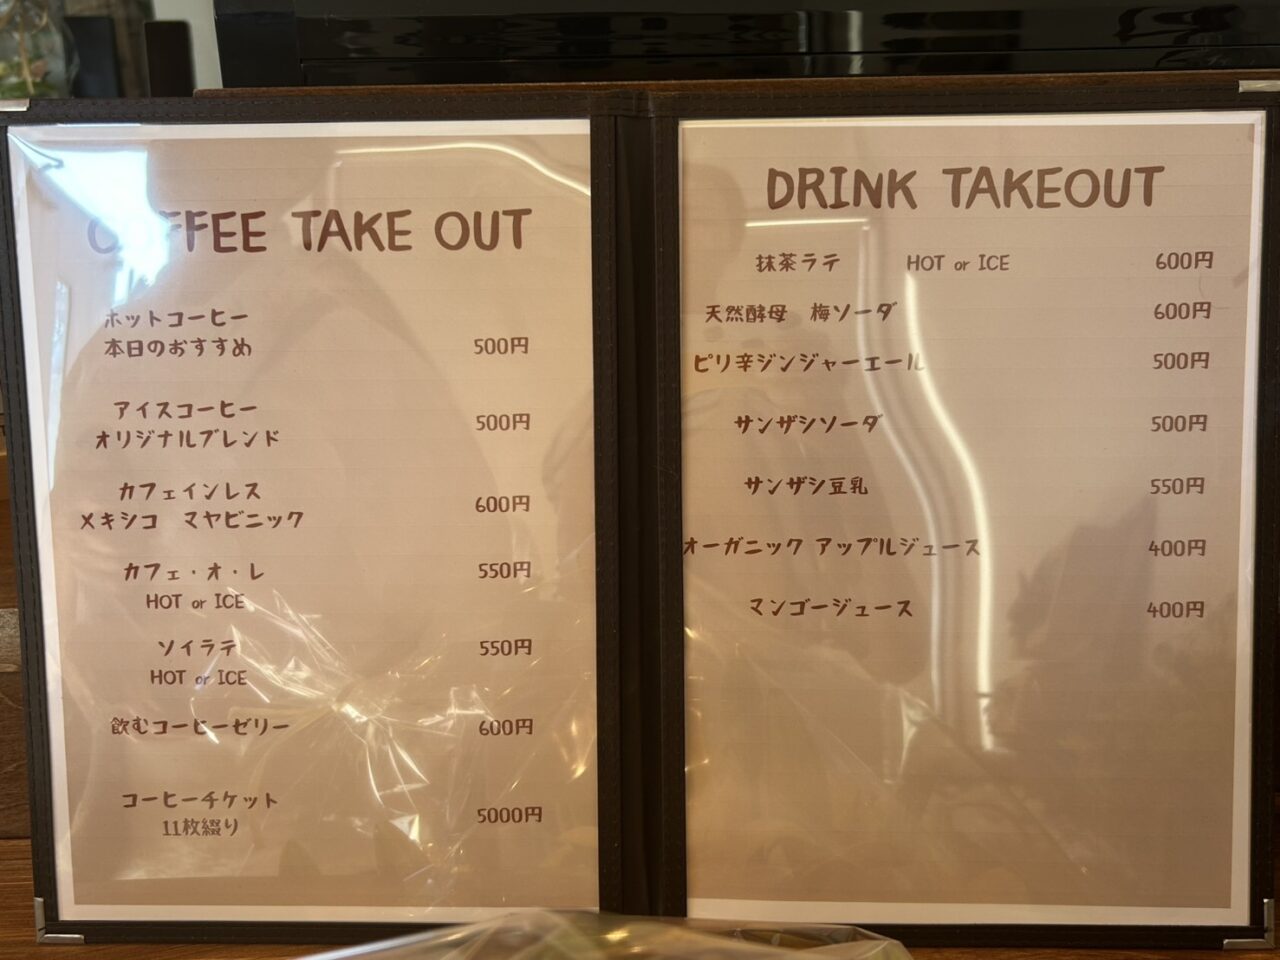 COFFEE TAKE OUT
ホットコーヒー
本日のおすすめ 500円
アイスコーヒー
オリジナルブレンド 500円
カフェインレス
メキシコ マヤビニック 600円
カフェ・オ・レ 550円
HOT or ICE
ソイラテ 550円
HOT or ICE
飲むコーヒーゼリー 600円
コーヒーチケット
11枚綴り 5000円
DRINK TAKEOUT
抹茶ラテ HOT or ICE 600円
天然酵母 梅ソーダ 600円
ピリ辛ジンジャーエール 500円
サンザシソーダ 500円
サンザシ豆乳 550円
オーガニック アップルジュース 400円
マンゴージュース 400円